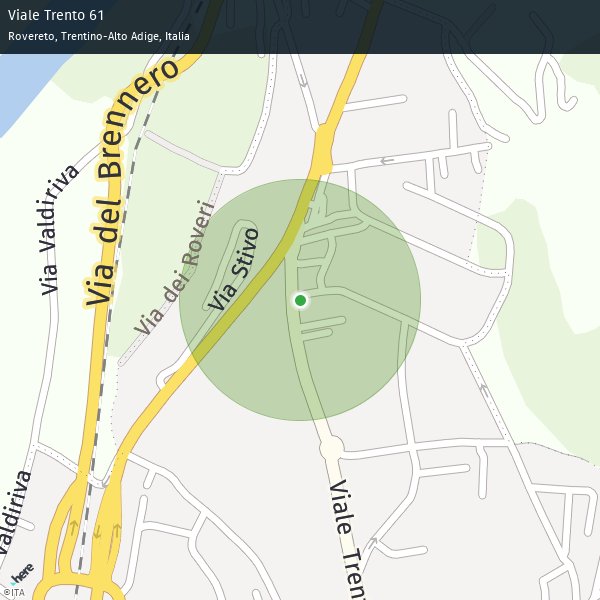 Viale Trento 61
Rovereto, Trentino-Alto Adige, Italia
Via del Brennero
Via Valdiriva
Via dei Roveri
Via Stivo
Viale Tren
Valdiriva
here
©ITA